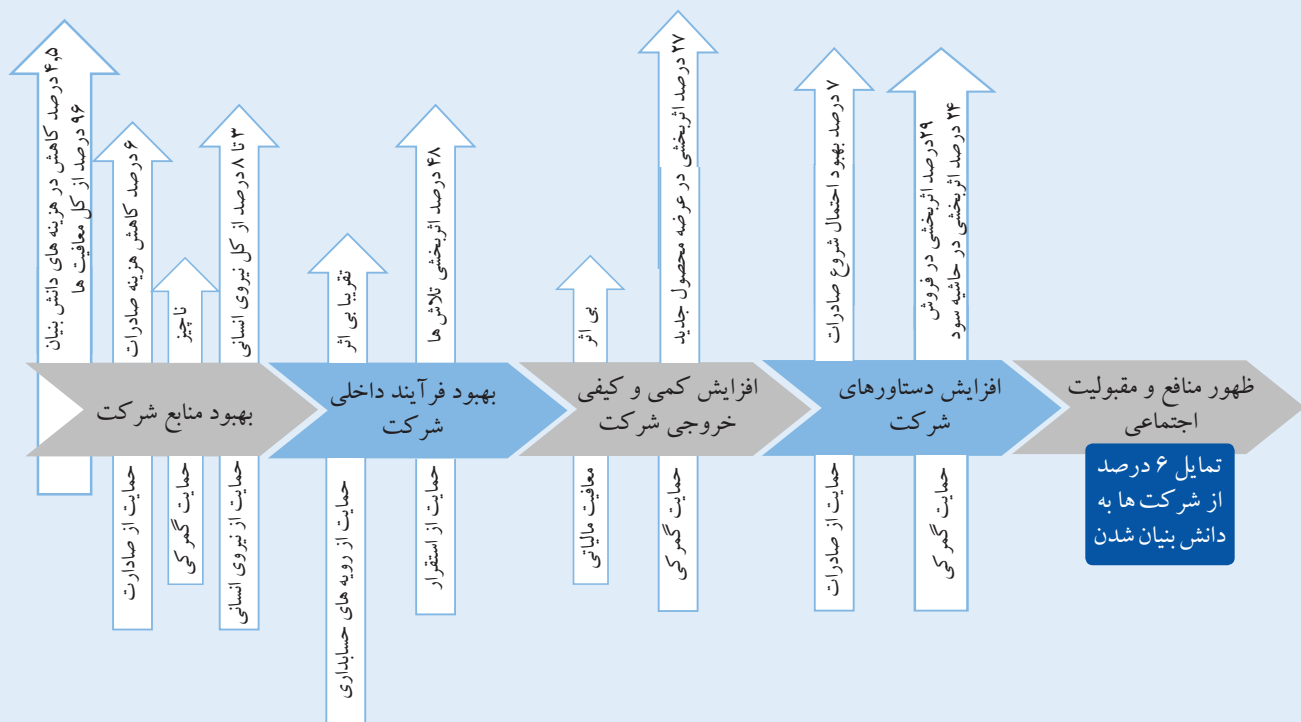 ۴,۵ درصد کاهش در هزینه های دانش بنیان
۹۶ درصد از کل معافیت ها
۶ درصد کاهش هزینه صادرات
ناچیز
۳ تا ۸ درصد از کل نیروی انسانی
تقریبا بی اثر
۴۸ درصد اثربخشی تلاش ها
بی اثر
۲۷ درصد اثربخشی در عرضه محصول جدید
۷ درصد بهبود احتمال شروع صادرات
۲۹درصد اثربخشی در فروش
۲۴ درصد اثربخشی در حاشیه سود
بهبود منابع شرکت
بهبود فرآیند داخلی
شرکت
افزایش کمی و کیفی
خروجی شرکت
افزایش دستاورهای
شرکت
ظهور منافع و مقبولیت
اجتماعی
حمایت از صادارت
حمایت گمرکی
حمایت از نیروی انسانی
حمایت از رویه های حسابداری
حمایت از استقرار
معافیت مالیاتی
حمایت گمرکی
حمایت از صادرات
حمایت گمرکی
تمایل ۶ درصد
از شرکت ها به
دانش بنیان شدن